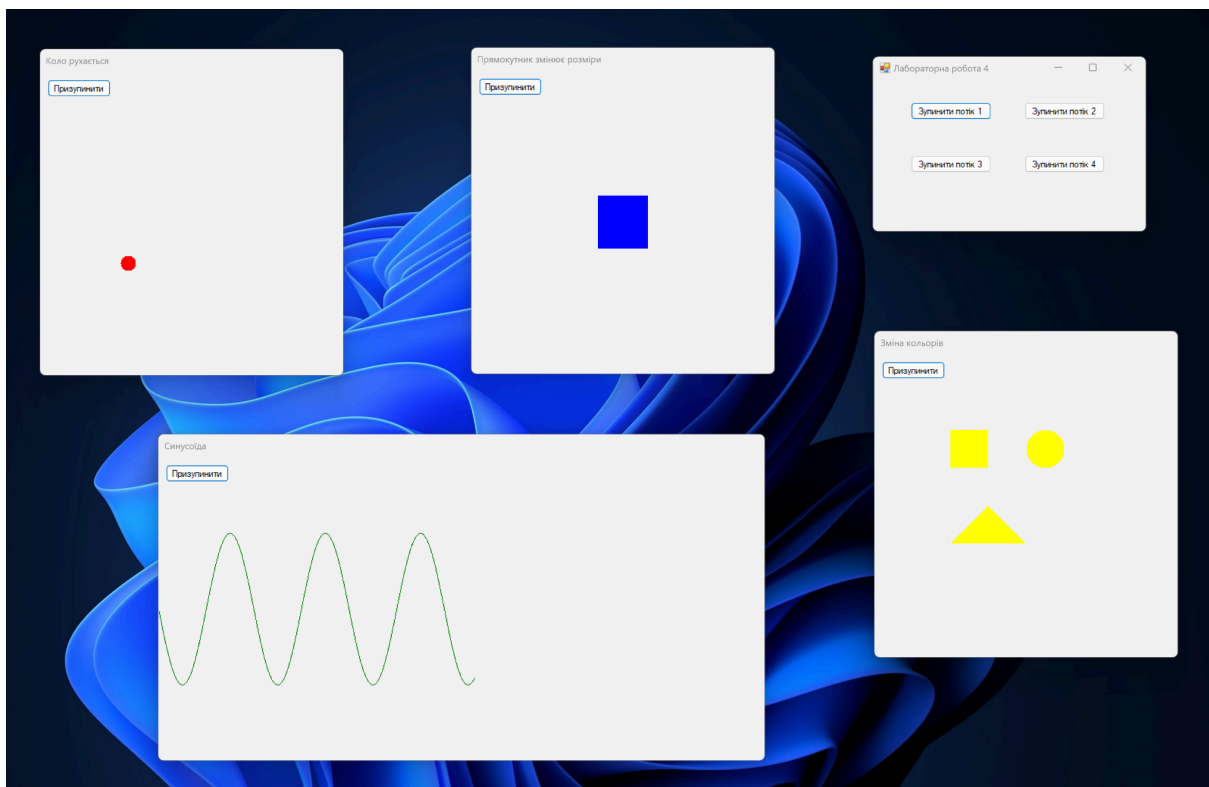 Коло рухається
Призупинити
Прямокутник змінює розміри
Призупинити
Лабораторна робота 4
Зупинити потік 1
Зупинити потік 2
Зупинити потік 3
Зупинити потік 4
Зміна кольорів
Призупинити
Синусоїда
Призупинити